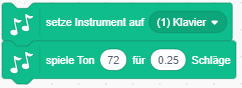 setze Instrument auf (1) Klavier
spiele Ton 72 für 0.25 Schläge